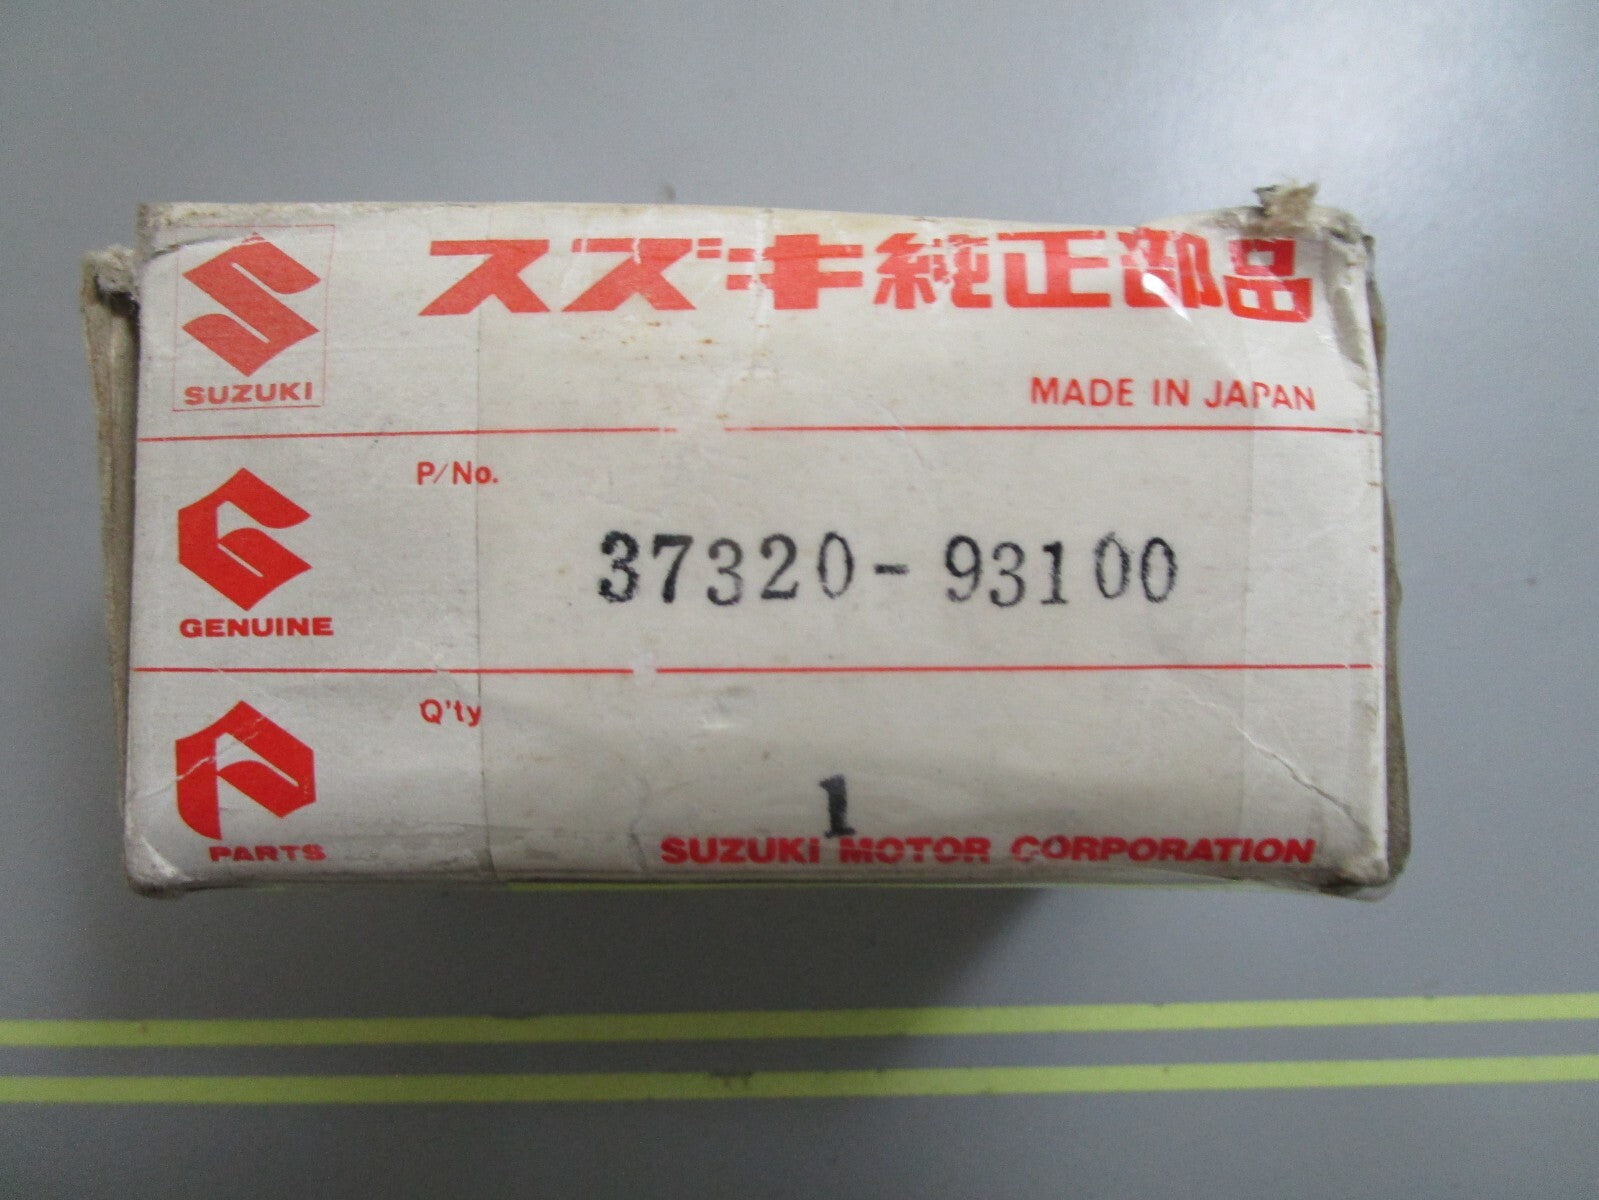 スズキ純正部品
SUZUKI
MADE IN JAPAN
P/No.
37320-93100
GENUINE
Q'ty
1
PARTS
SUZUKI MOTOR CORPORATION